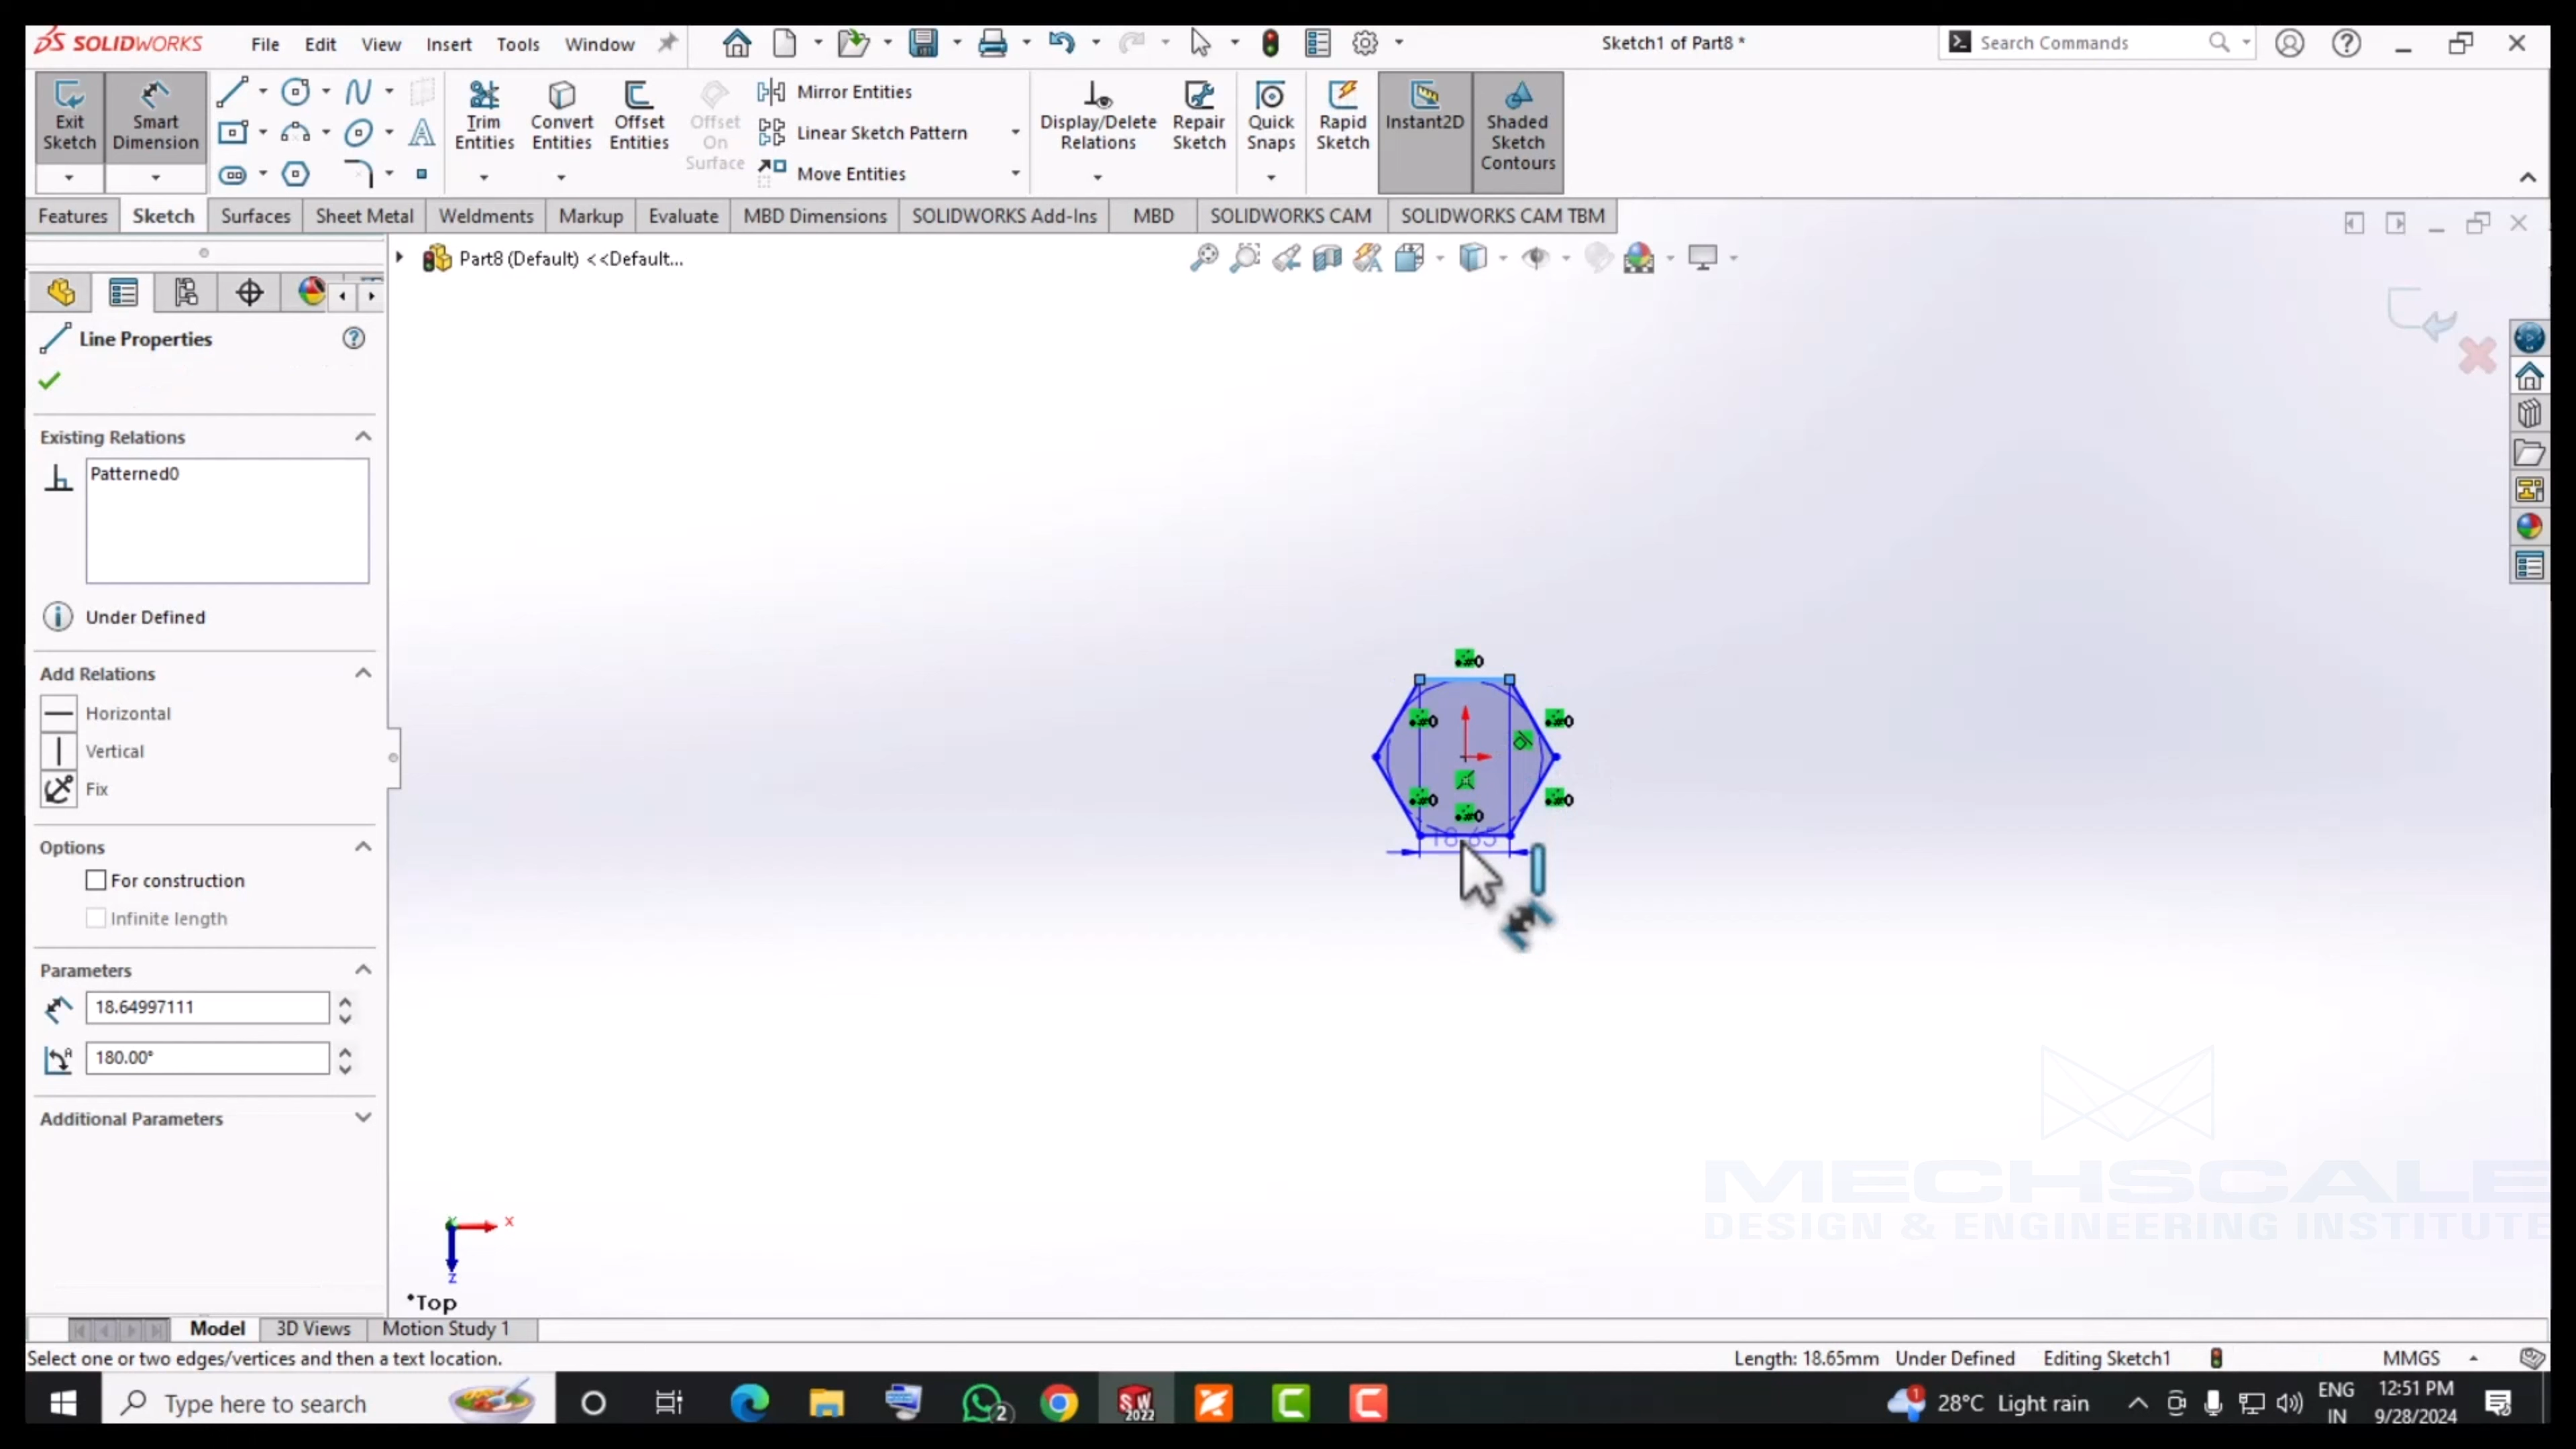 SOLIDWORKS File Edit View Insert Tools Window Sketch1 of Part8 * Search Commands
Exit Sketch Smart Dimension Trim Entities Convert Entities Offset Entities Offset On Surface Mirror Entities Linear Sketch Pattern Move Entities Display/Delete Relations Repair Sketch Quick Snaps Rapid Sketch Instant2D Shaded Sketch Contours
Features Sketch Surfaces Sheet Metal Weldments Markup Evaluate MBD Dimensions SOLIDWORKS Add-Ins MBD SOLIDWORKS CAM SOLIDWORKS CAM TBM
Part8 (Default) <<Default...
Line Properties
Existing Relations
Patterned0
Under Defined
Add Relations
Horizontal
Vertical
Fix
Options
For construction
Infinite length
Parameters
18.64997111
180.00°
Additional Parameters
18.65
x
z
*Top
MECHSCALE
DESIGN & ENGINEERING INSTITUTE
Model 3D Views Motion Study 1
Select one or two edges/vertices and then a text location. Length: 18.65mm Under Defined Editing Sketch1 MMGS
Type here to search 2 SW 2022 1 28°C Light rain ENG IN 12:51 PM 9/28/2024